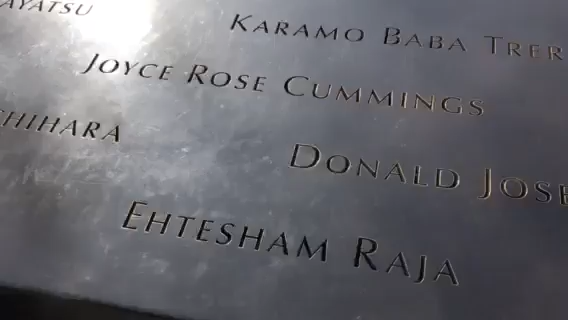 AYATSU
KARAMO BABA TRER
JOYCE ROSE CUMMINGS
CHIHARA
DONALD JOSE
EHTESHAM RAJA